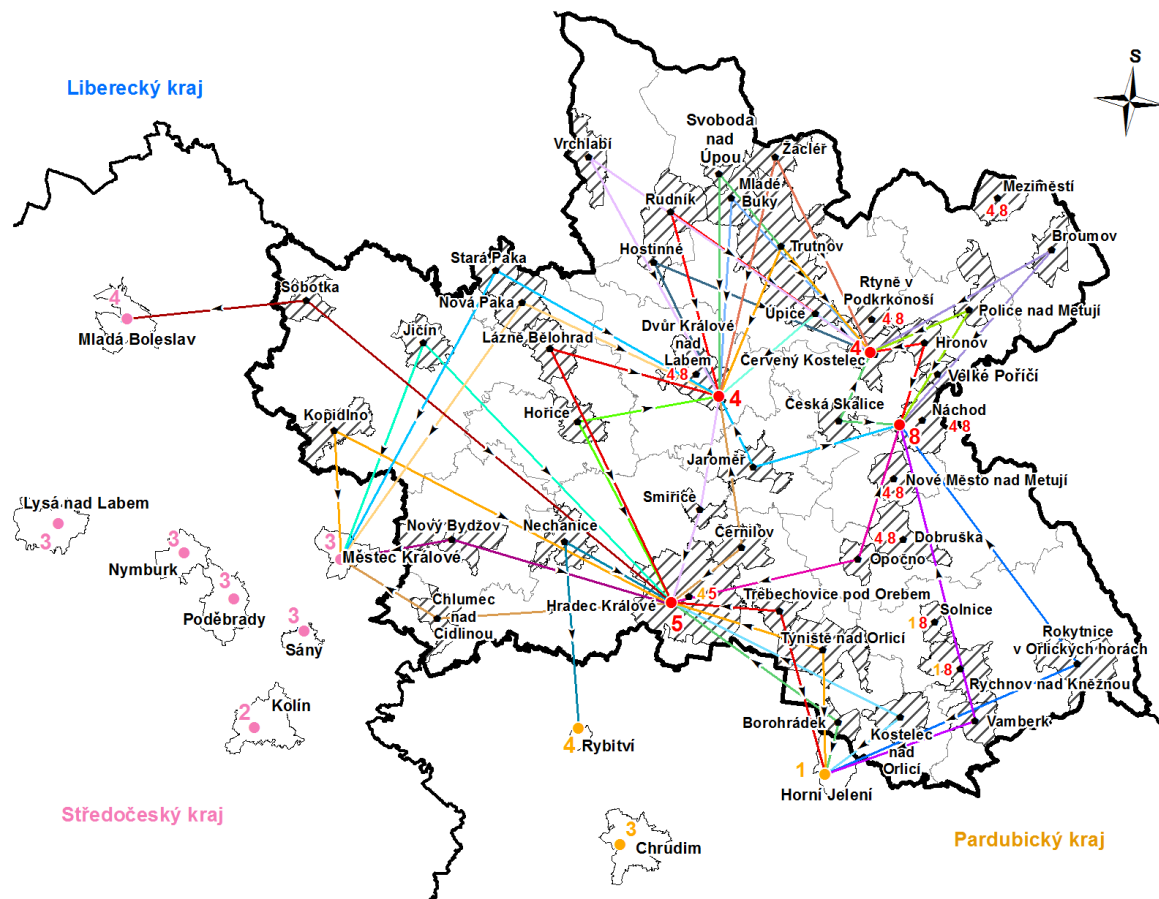 S
Liberecký kraj
Svoboda
nad
Úpou
Vrchlabí
Žacléř
Mladé
Buky
Meziměstí
4 8
Rudník
Broumov
Hostinné
Trutnov
Stará Paka
Rtyně v
Podkrkonoší
4 8
Sobotka
4
Nová Paka
Úpice
Police nad Metují
Mladá Boleslav
Jičín
Lázně Bělohrad
Dvůr Králové
nad
Labem
4 8
4
Červený Kostelec
4
Hronov
Velké Poříčí
Kopidlno
Hořice
Česká Skalice
8
Náchod
4 8
Jaroměř
Nové Město nad Metují
4 8
Lysá nad Labem
3
Smiřice
Nový Bydžov
Nechanice
Černilov
4 8
Dobruška
3
Nymburk
3
Městec Králové
Opočno
3
Poděbrady
Chlumec
nad
Cidlinou
Hradec Králové
4 5
5
Třebechovice pod Orebem
Solnice
1 8
3
Sány
Týniště nad Orlicí
Rokytnice
v Orlických horách
1 8
Rychnov nad Kněžnou
Kolín
2
Borohrádek
Kostelec
nad
Orlicí
Vamberk
4
Rybitví
1
Horní Jelení
Středočeský kraj
3
Chrudim
Pardubický kraj